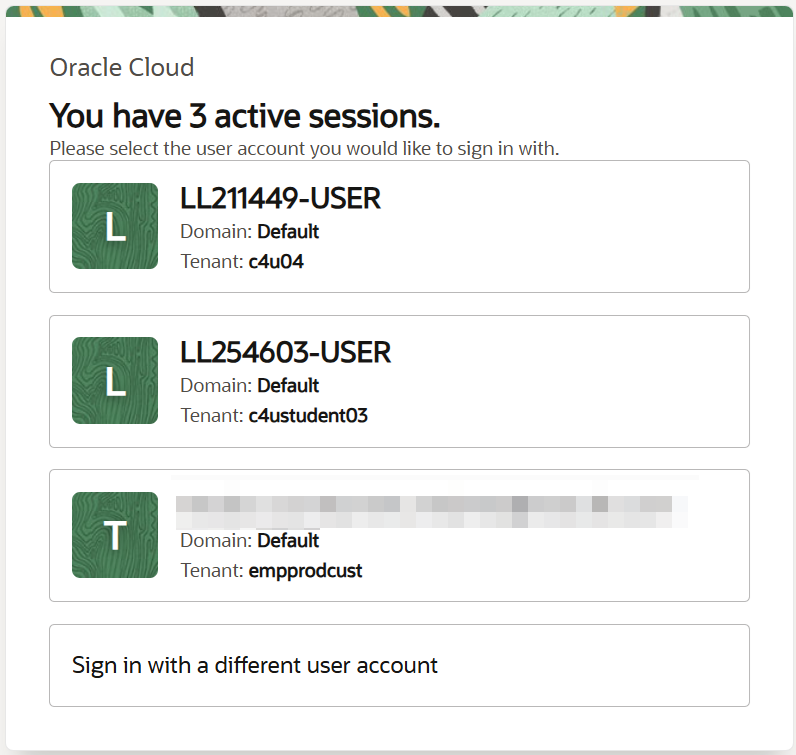 Oracle Cloud
You have 3 active sessions.
Please select the user account you would like to sign in with.
L
LL211449-USER
Domain: Default
Tenant: c4u04
L
LL254603-USER
Domain: Default
Tenant: c4ustudent03
T
Domain: Default
Tenant: empprodcust
Sign in with a different user account